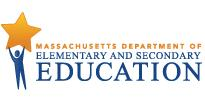 MASSACHUSETTS DEPARTMENT OF
ELEMENTARY AND SECONDARY
EDUCATION